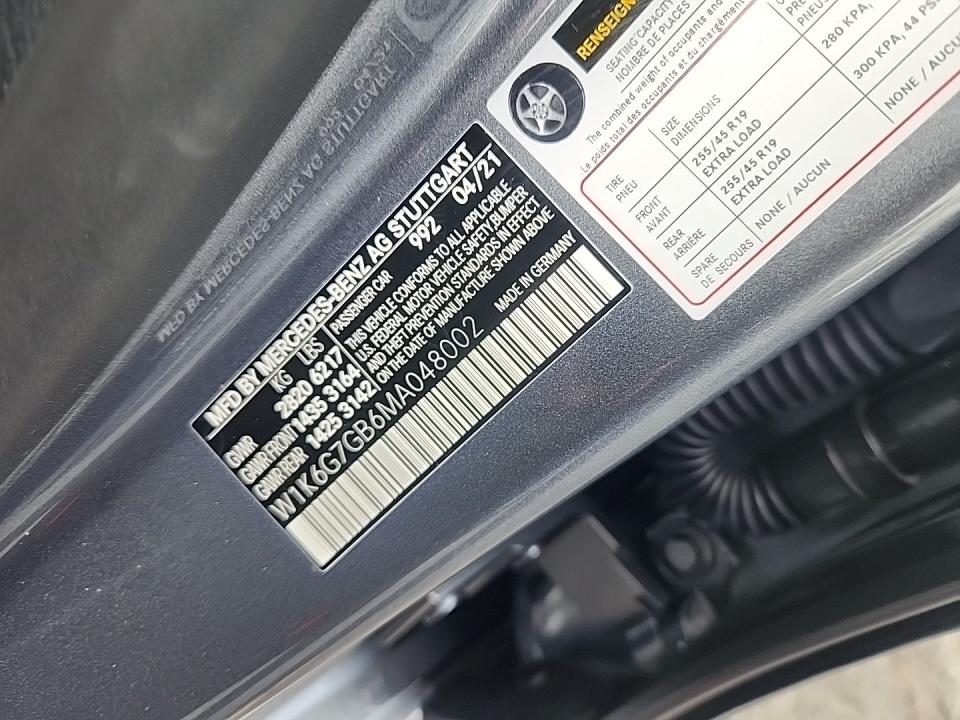 MFD BY MERCEDES-BENZ AG STUTTGART
KG LBS 992 04/21
GVWR 2820 6217
GAWR FRONT 1435 3164
GAWR REAR 1425 3142
PASSENGER CAR
THIS VEHICLE CONFORMS TO ALL APPLICABLE
U.S. FEDERAL MOTOR VEHICLE SAFETY, BUMPER
AND THEFT PREVENTION STANDARDS IN EFFECT
ON THE DATE OF MANUFACTURE SHOWN ABOVE
W1K6G7GB6MA048002
MADE IN GERMANY
RENSEIGN
SEATING CAPACITY
NOMBRE DE PLACES
The combined weight of occupants and
Le poids total des occupants et du chargement
TIRE SIZE
PNEU DIMENSIONS
FRONT 255/45 R19
AVANT EXTRA LOAD
280 KPA,
REAR 255/45 R19
ARRIÈRE EXTRA LOAD
300 KPA, 44 PSI
SPARE NONE / AUCUN
DE SECOURS
NONE / AUCUN